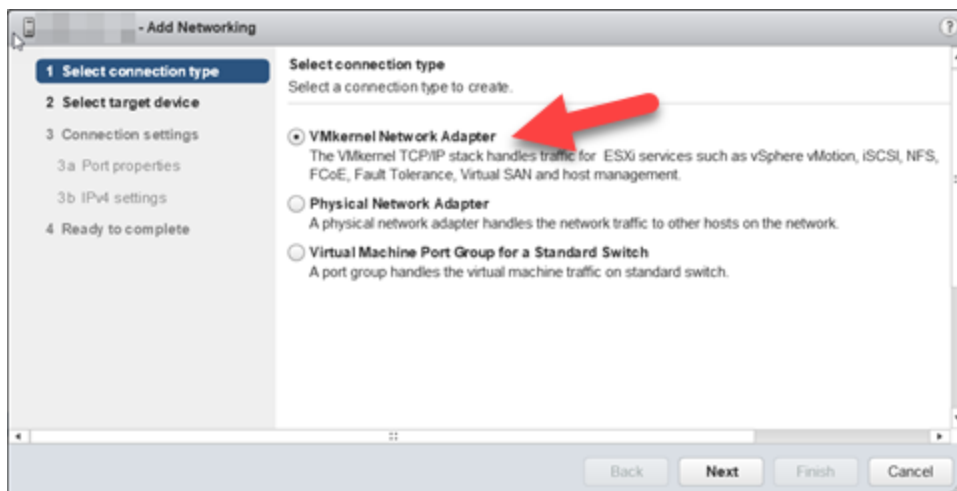 - Add Networking
?
1 Select connection type
2 Select target device
3 Connection settings
3a Port properties
3b IPv4 settings
4 Ready to complete
Select connection type
Select a connection type to create.
VMkernel Network Adapter
The VMkernel TCP/IP stack handles traffic for ESXi services such as vSphere vMotion, iSCSI, NFS,
FCoE, Fault Tolerance, Virtual SAN and host management.
Physical Network Adapter
A physical network adapter handles the network traffic to other hosts on the network.
Virtual Machine Port Group for a Standard Switch
A port group handles the virtual machine traffic on standard switch.
Back Next Finish Cancel